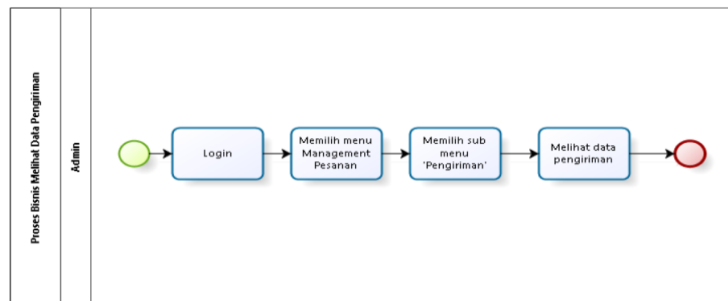 Proses Bisnis Melihat Data Pengiriman
Admin
Login
Memilih menu
Management
Pesanan
Memilih sub
menu
'Pengiriman'
Melihat data
pengiriman